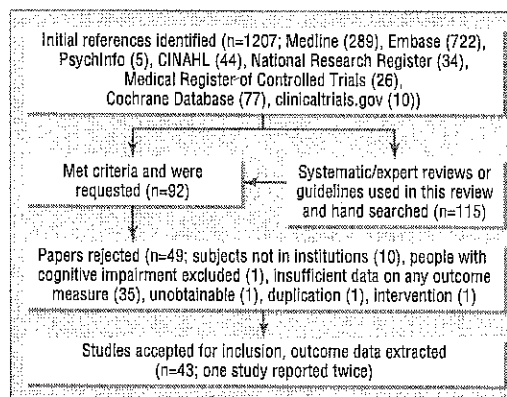 Initial references identified (n=1207; Medline (289), Embase (722),
PsychInfo (5), CINAHL (44), National Research Register (34),
Medical Register of Controlled Trials (26),
Cochrane Database (77), clinicaltrials.gov (10))
Met criteria and were
requested (n=92)
Systematic/expert reviews or
guidelines used in this review
and hand searched (n=115)
Papers rejected (n=49; subjects not in institutions (10), people with
cognitive impairment excluded (1), insufficient data on any outcome
measure (35), unobtainable (1), duplication (1), intervention (1)
Studies accepted for inclusion, outcome data extracted
(n=43; one study reported twice)